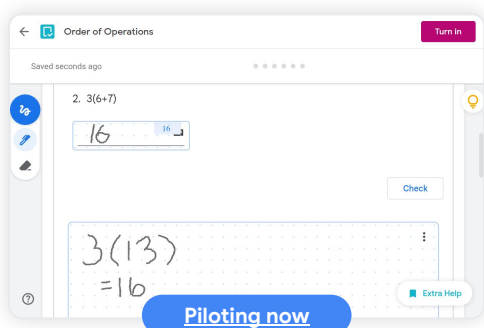 Order of Operations
Turn in
Saved seconds ago
2. 3(6+7)
16
16
Check
3(13)
=16
Extra Help
Piloting now